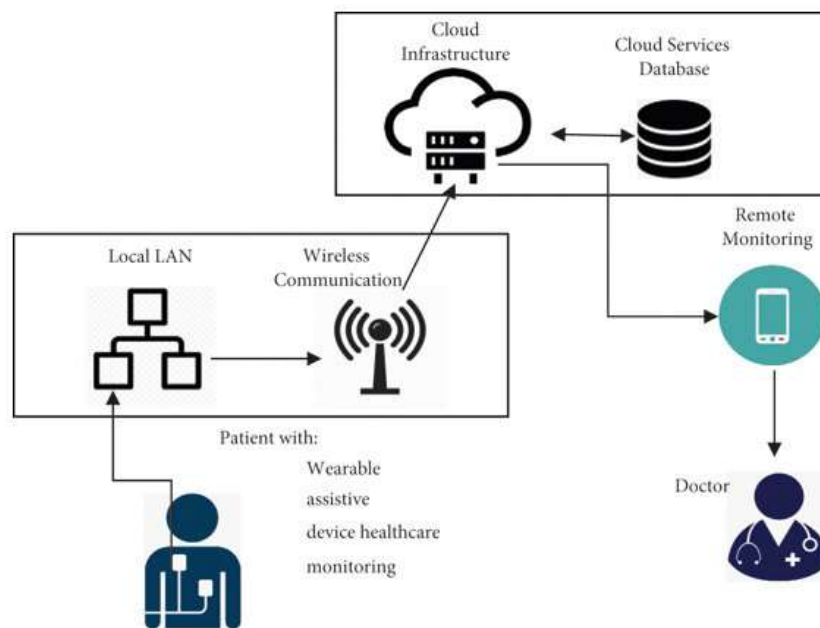 Cloud
Infrastructure
Cloud Services
Database
Remote
Monitoring
Local LAN
Wireless
Communication
Patient with:
Wearable
assistive
device healthcare
monitoring
Doctor